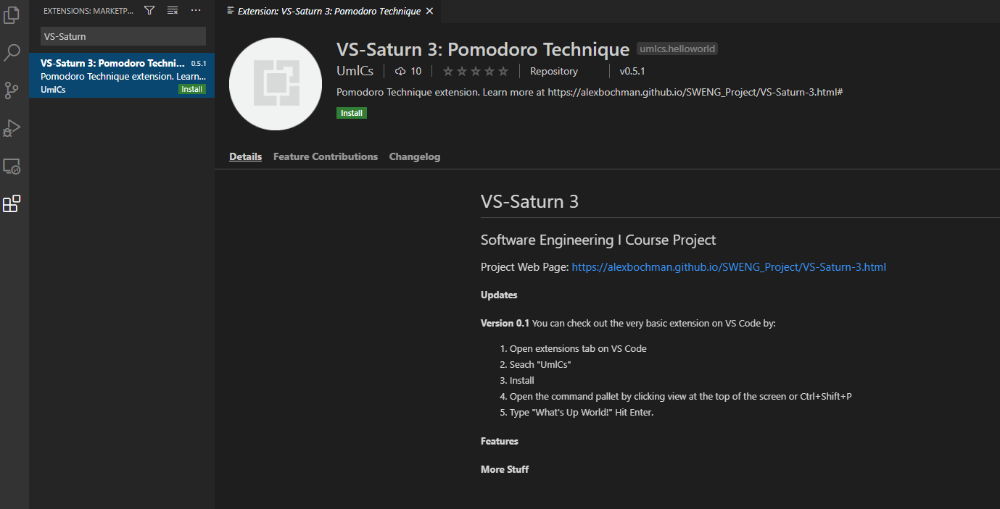 EXTENSIONS: MARKETP...
VS-Saturn
VS-Saturn 3: Pomodoro Techni... 0.5.1
Pomodoro Technique extension. Learn...
UmlCs Install
Extension: VS-Saturn 3: Pomodoro Technique
VS-Saturn 3: Pomodoro Technique umlcs.helloworld
UmlCs 10 Repository v0.5.1
Pomodoro Technique extension. Learn more at https://alexbochman.github.io/SWENG_Project/VS-Saturn-3.html#
Install
Details Feature Contributions Changelog
VS-Saturn 3
Software Engineering I Course Project
Project Web Page: https://alexbochman.github.io/SWENG_Project/VS-Saturn-3.html
Updates
Version 0.1 You can check out the very basic extension on VS Code by:
1. Open extensions tab on VS Code
2. Seach "UmlCs"
3. Install
4. Open the command pallet by clicking view at the top of the screen or Ctrl+Shift+P
5. Type "What's Up World!" Hit Enter.
Features
More Stuff